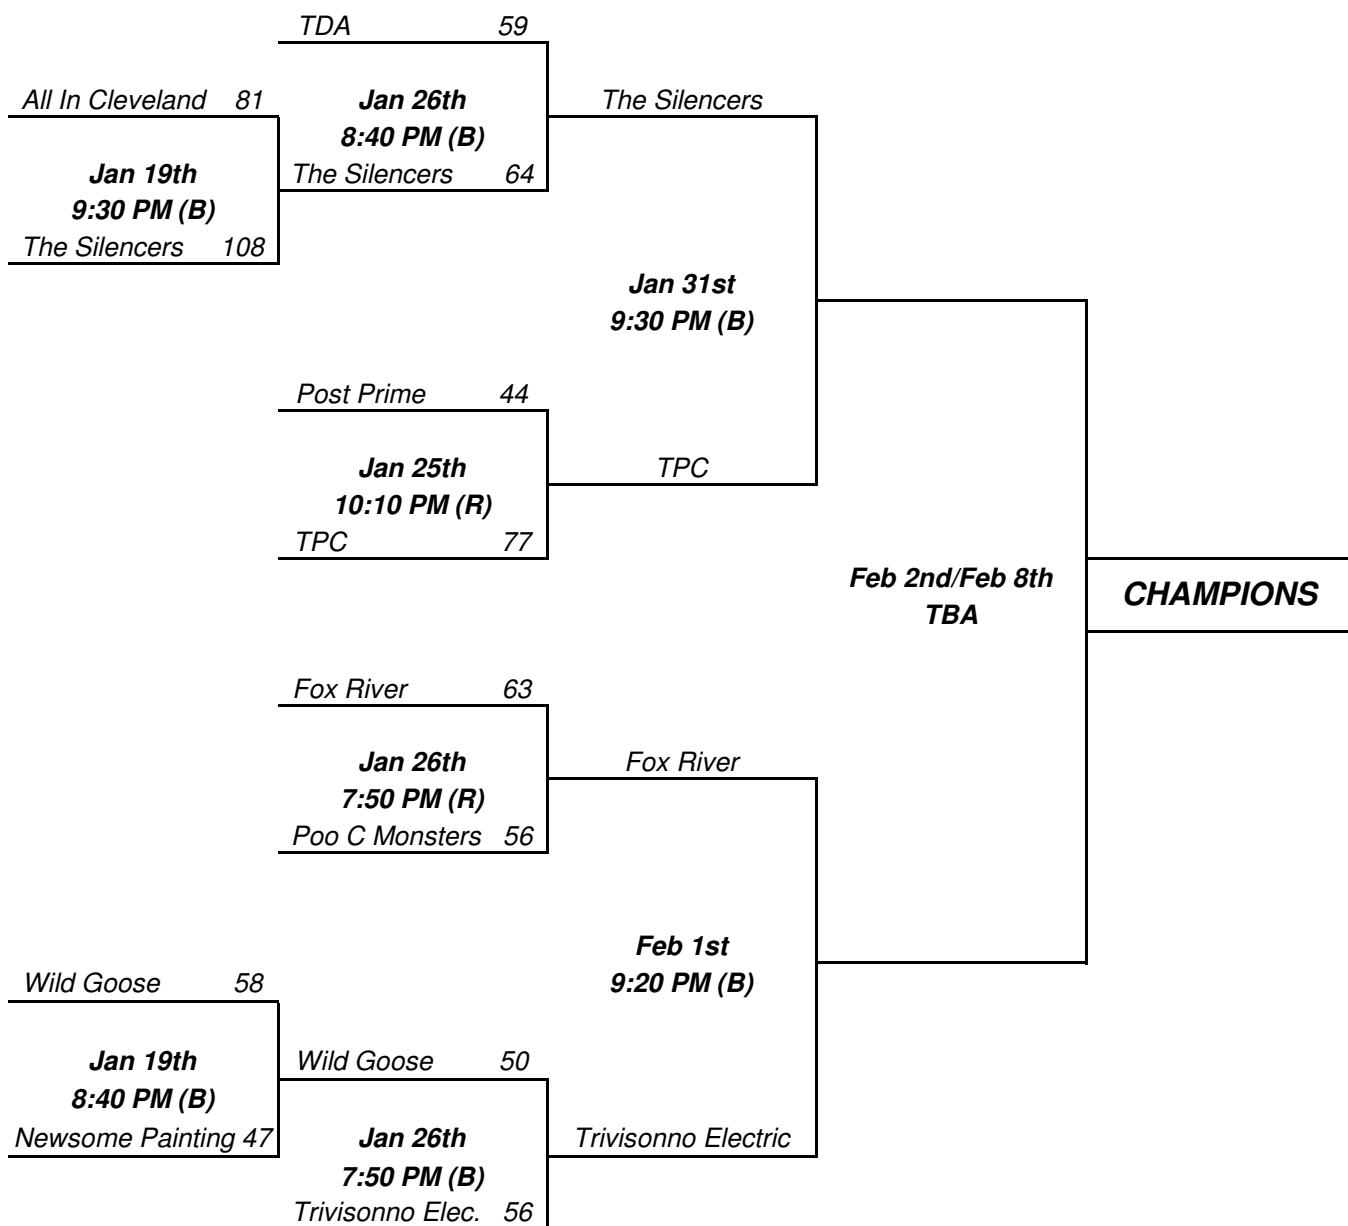 TDA 59
All In Cleveland 81
Jan 26th
The Silencers
8:40 PM (B)
Jan 19th
The Silencers 64
9:30 PM (B)
The Silencers 108
Jan 31st
9:30 PM (B)
Post Prime 44
Jan 25th
TPC
10:10 PM (R)
TPC 77
Feb 2nd/Feb 8th
CHAMPIONS
TBA
Fox River 63
Jan 26th
Fox River
7:50 PM (R)
Poo C Monsters 56
Feb 1st
Wild Goose 58
9:20 PM (B)
Jan 19th
Wild Goose 50
8:40 PM (B)
Newsome Painting 47
Jan 26th
Trivisonno Electric
7:50 PM (B)
Trivisonno Elec. 56